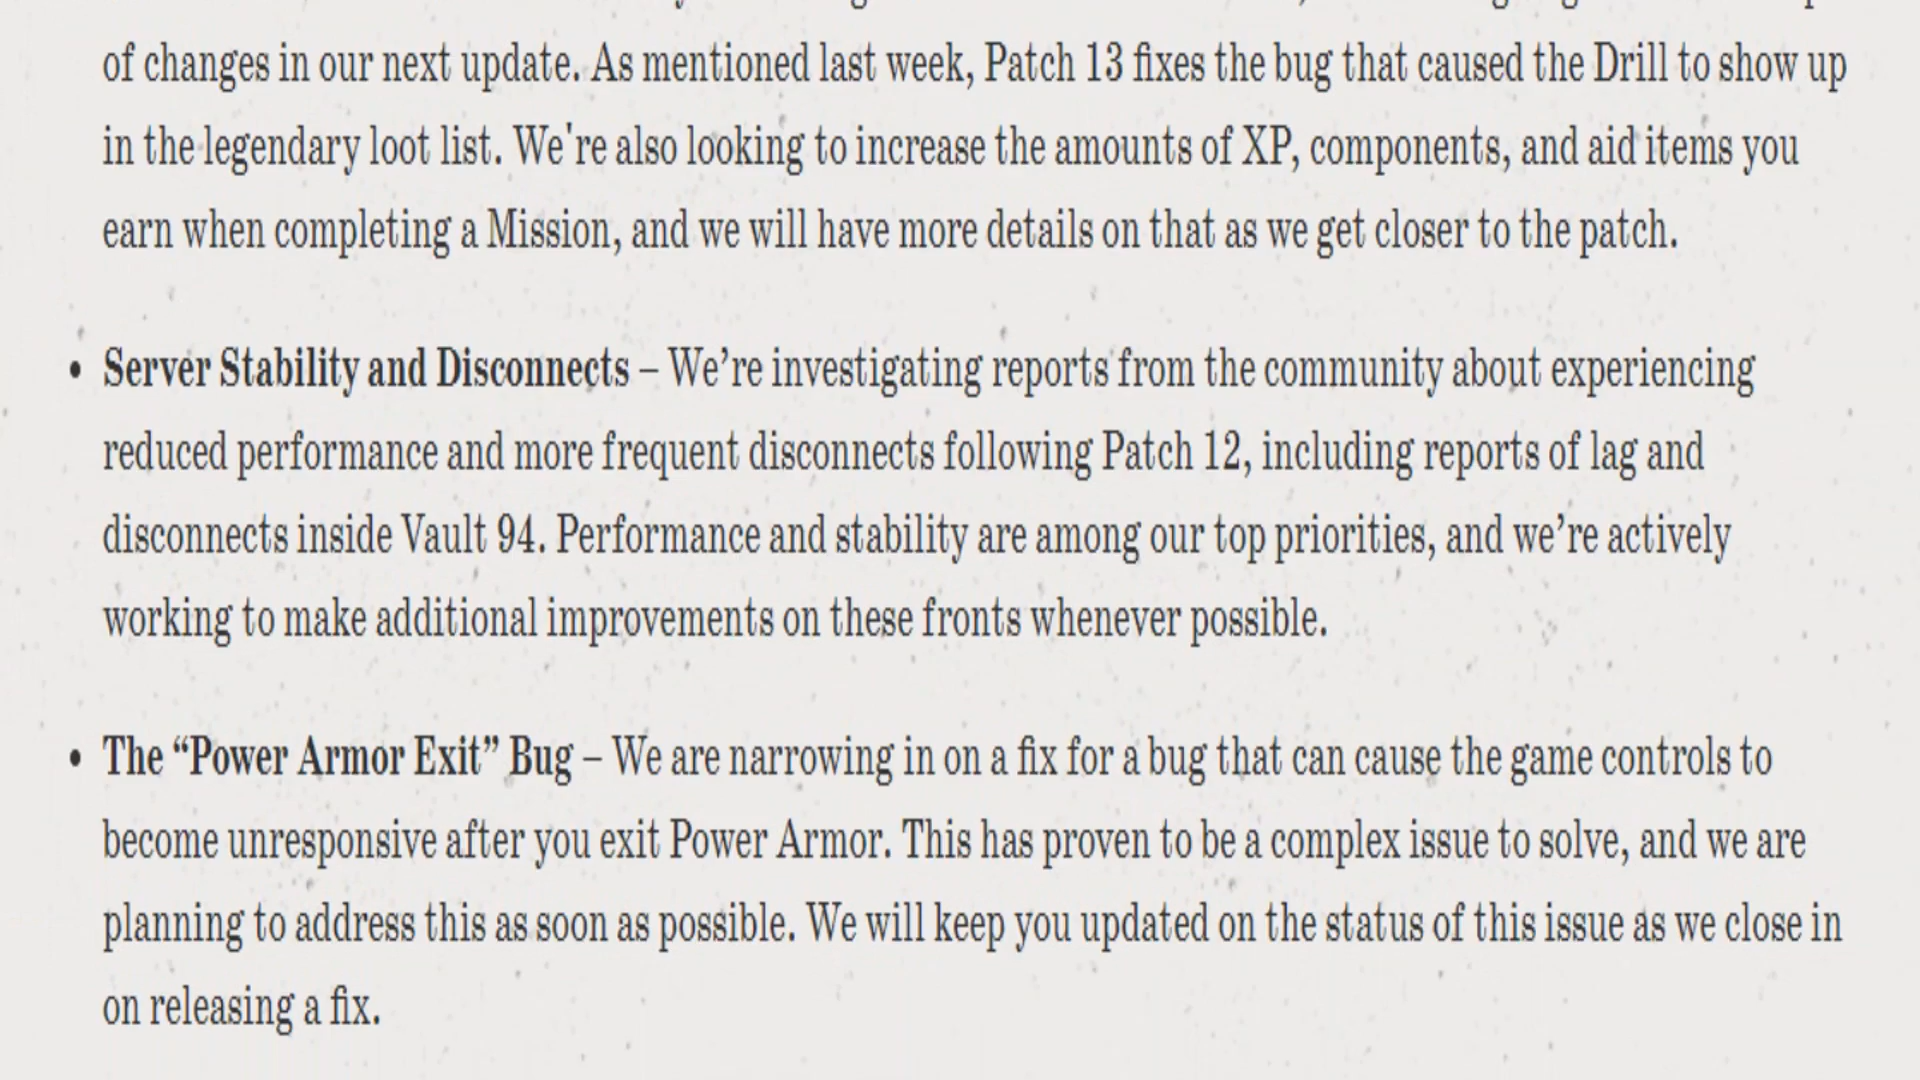 of changes in our next update. As mentioned last week, Patch 13 fixes the bug that caused the Drill to show up
in the legendary loot list. We're also looking to increase the amounts of XP, components, and aid items you
earn when completing a Mission, and we will have more details on that as we get closer to the patch.
• Server Stability and Disconnects – We’re investigating reports from the community about experiencing
reduced performance and more frequent disconnects following Patch 12, including reports of lag and
disconnects inside Vault 94. Performance and stability are among our top priorities, and we’re actively
working to make additional improvements on these fronts whenever possible.
• The “Power Armor Exit” Bug – We are narrowing in on a fix for a bug that can cause the game controls to
become unresponsive after you exit Power Armor. This has proven to be a complex issue to solve, and we are
planning to address this as soon as possible. We will keep you updated on the status of this issue as we close in
on releasing a fix.